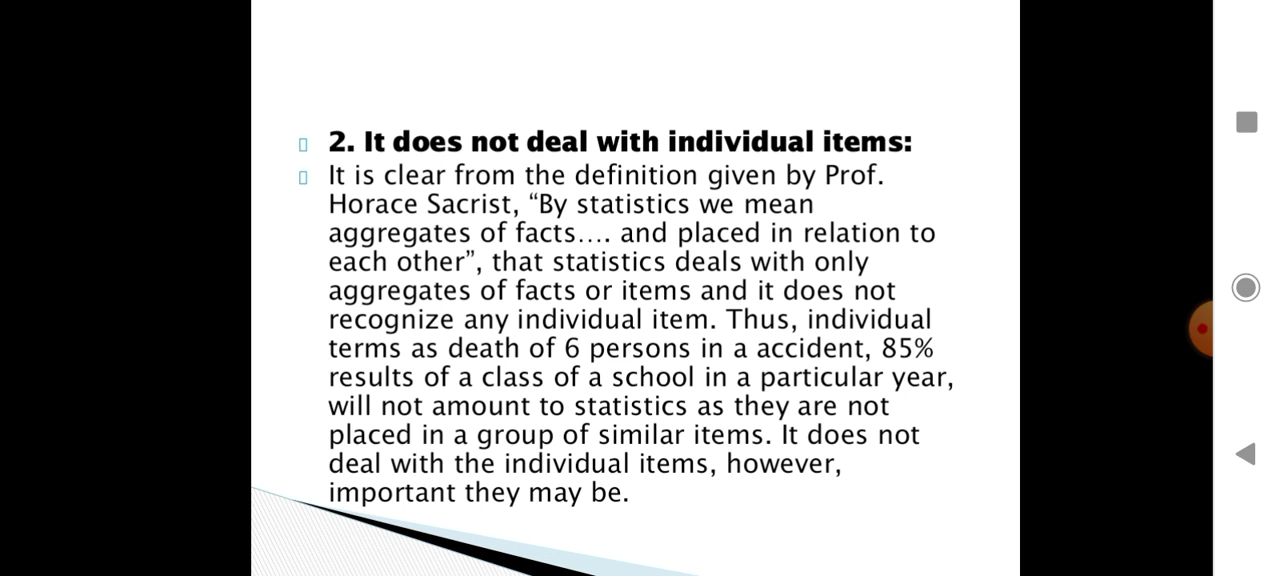 2. It does not deal with individual items:
It is clear from the definition given by Prof.
Horace Sacrist, “By statistics we mean
aggregates of facts…. and placed in relation to
each other”, that statistics deals with only
aggregates of facts or items and it does not
recognize any individual item. Thus, individual
terms as death of 6 persons in a accident, 85%
results of a class of a school in a particular year,
will not amount to statistics as they are not
placed in a group of similar items. It does not
deal with the individual items, however,
important they may be.